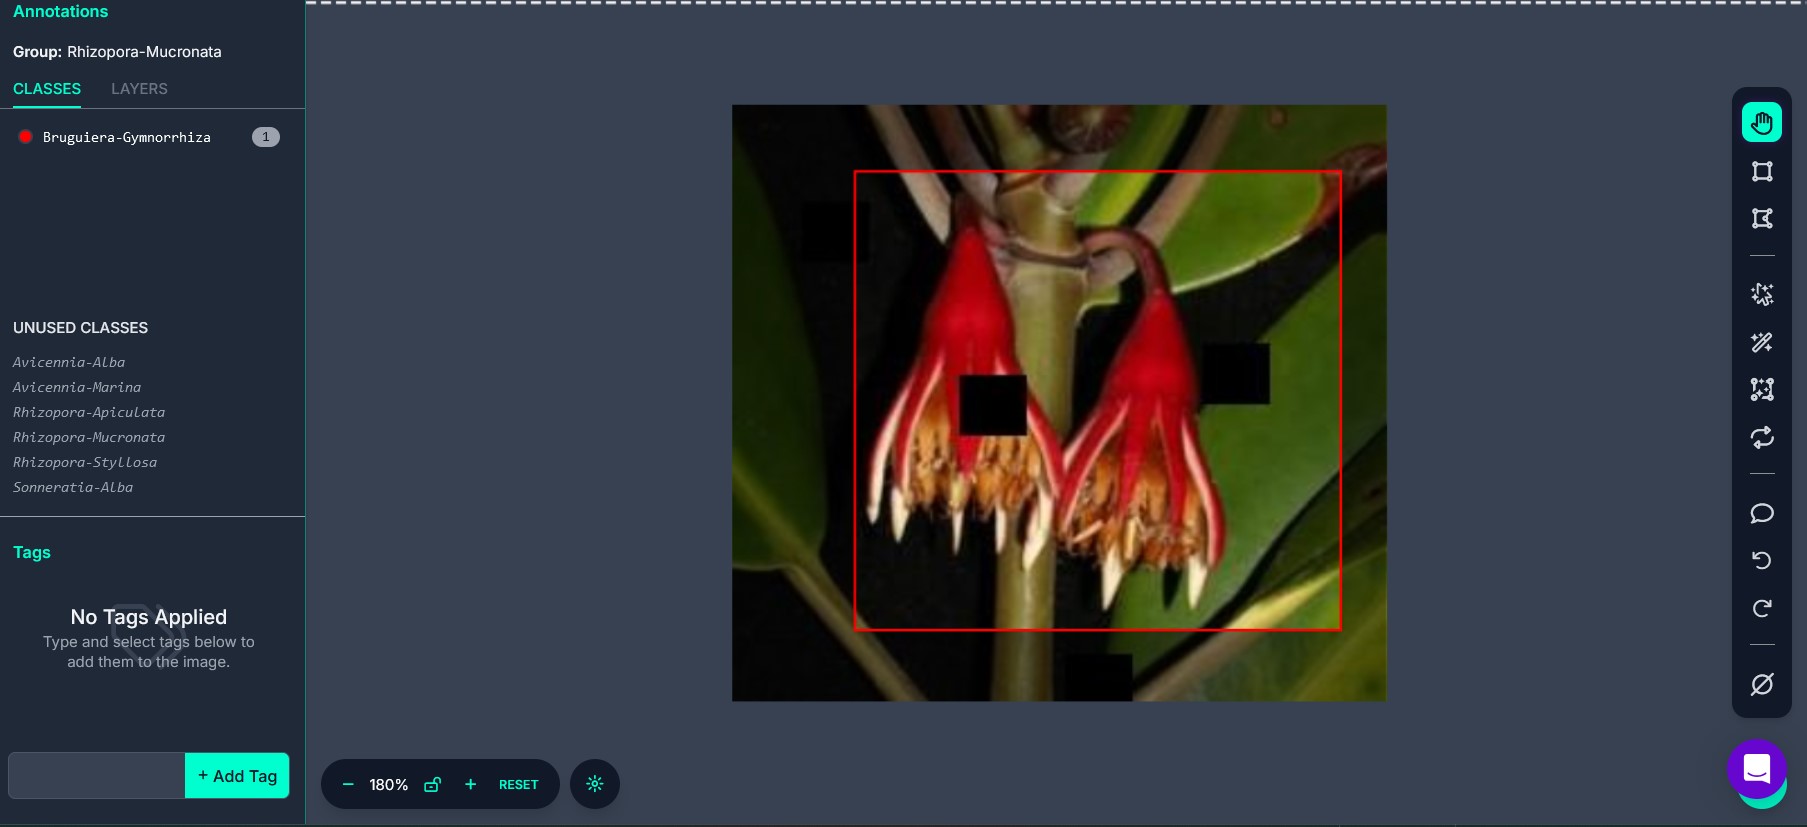 Annotations
Group: Rhizopora-Mucronata
CLASSES LAYERS
Bruguiera-Gymnorrhiza 1
UNUSED CLASSES
Avicennia-Alba
Avicennia-Marina
Rhizopora-Apiculata
Rhizopora-Mucronata
Rhizopora-Styllosa
Sonneratia-Alba
Tags
No Tags Applied
Type and select tags below to
add them to the image.
+ Add Tag
− 180% + RESET